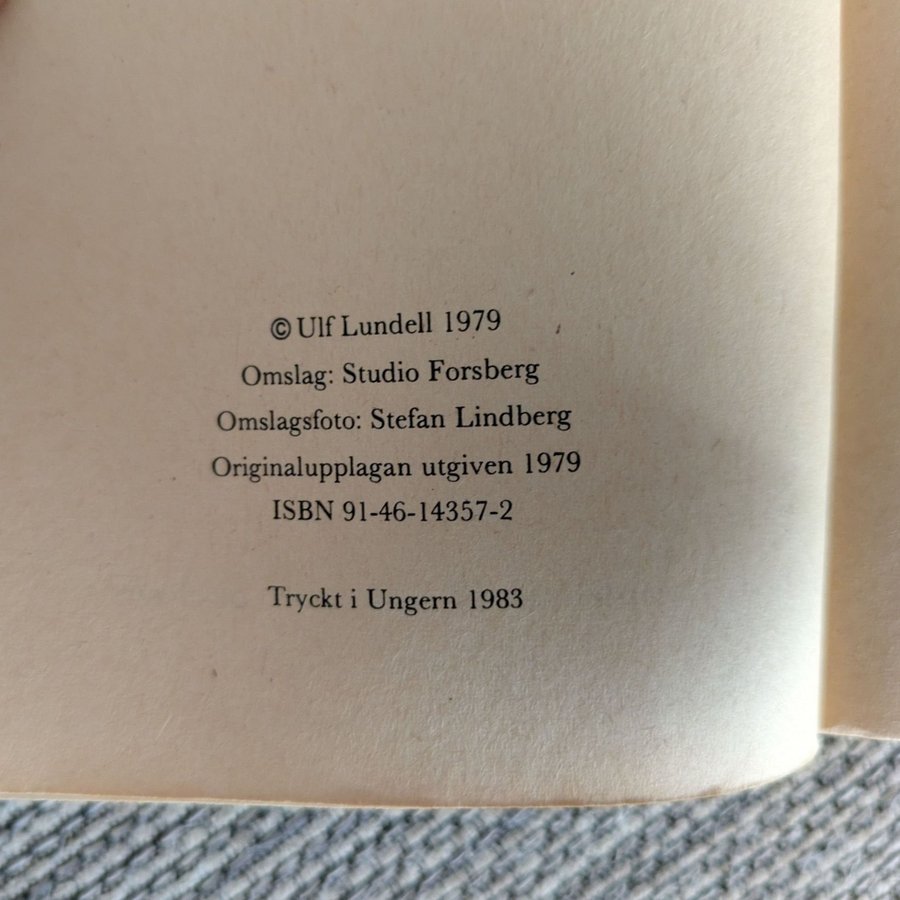 © Ulf Lundell 1979
Omslag: Studio Forsberg
Omslagsfoto: Stefan Lindberg
Originalupplagan utgiven 1979
ISBN 91-46-14357-2
Tryckt i Ungern 1983